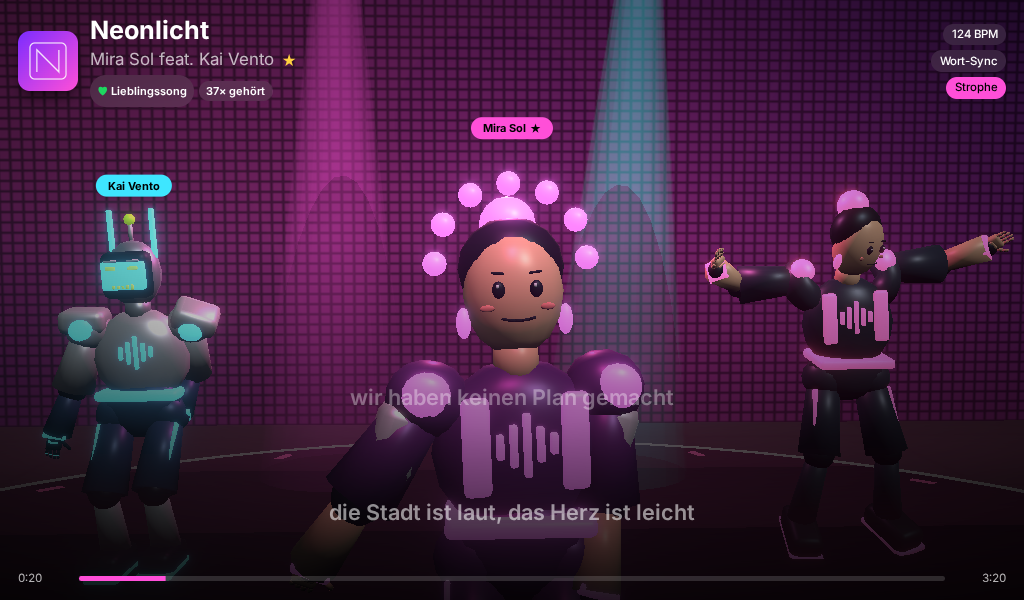 Neonlicht
Mira Sol feat. Kai Vento ★
Lieblingssong
37× gehört
124 BPM
Wort-Sync
Strophe
Mira Sol ★
Kai Vento
wir haben keinen Plan gemacht
die Stadt ist laut, das Herz ist leicht
0:20
3:20